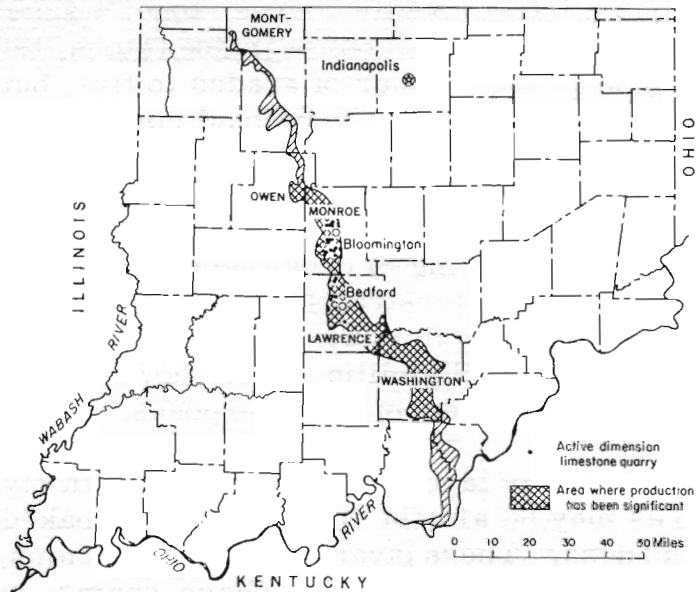 MONT-
GOMERY
Indianapolis
OHIO
ILLINOIS
OWEN
MONROE
Bloomington
Bedford
RIVER
LAWRENCE
WASHINGTON
WABASH
Active dimension
limestone quarry
Area where production
has been significant
RIVER
OHIO
0 10 20 30 40 50 Miles
KENTUCKY